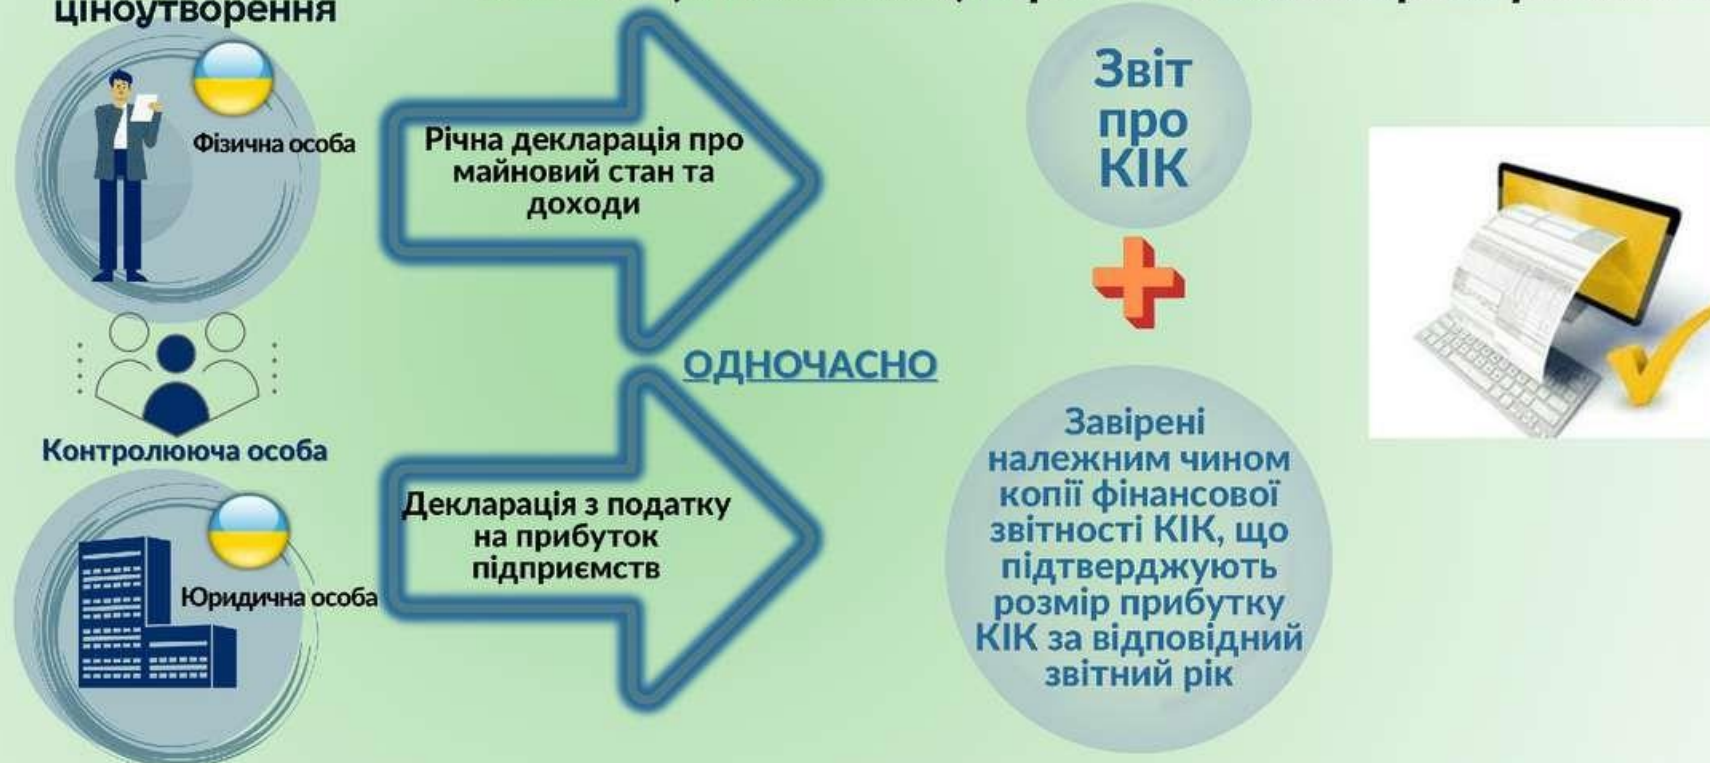 ціноутворення
Фізична особа
Річна декларація про
майновий стан та
доходи
Звіт
про
КІК
ОДНОЧАСНО
Контролююча особа
Завірені
належним чином
копії фінансової
звітності КІК, що
підтверджують
розмір прибутку
КІК за відповідний
звітний рік
Декларація з податку
на прибуток
підприємств
Юридична особа